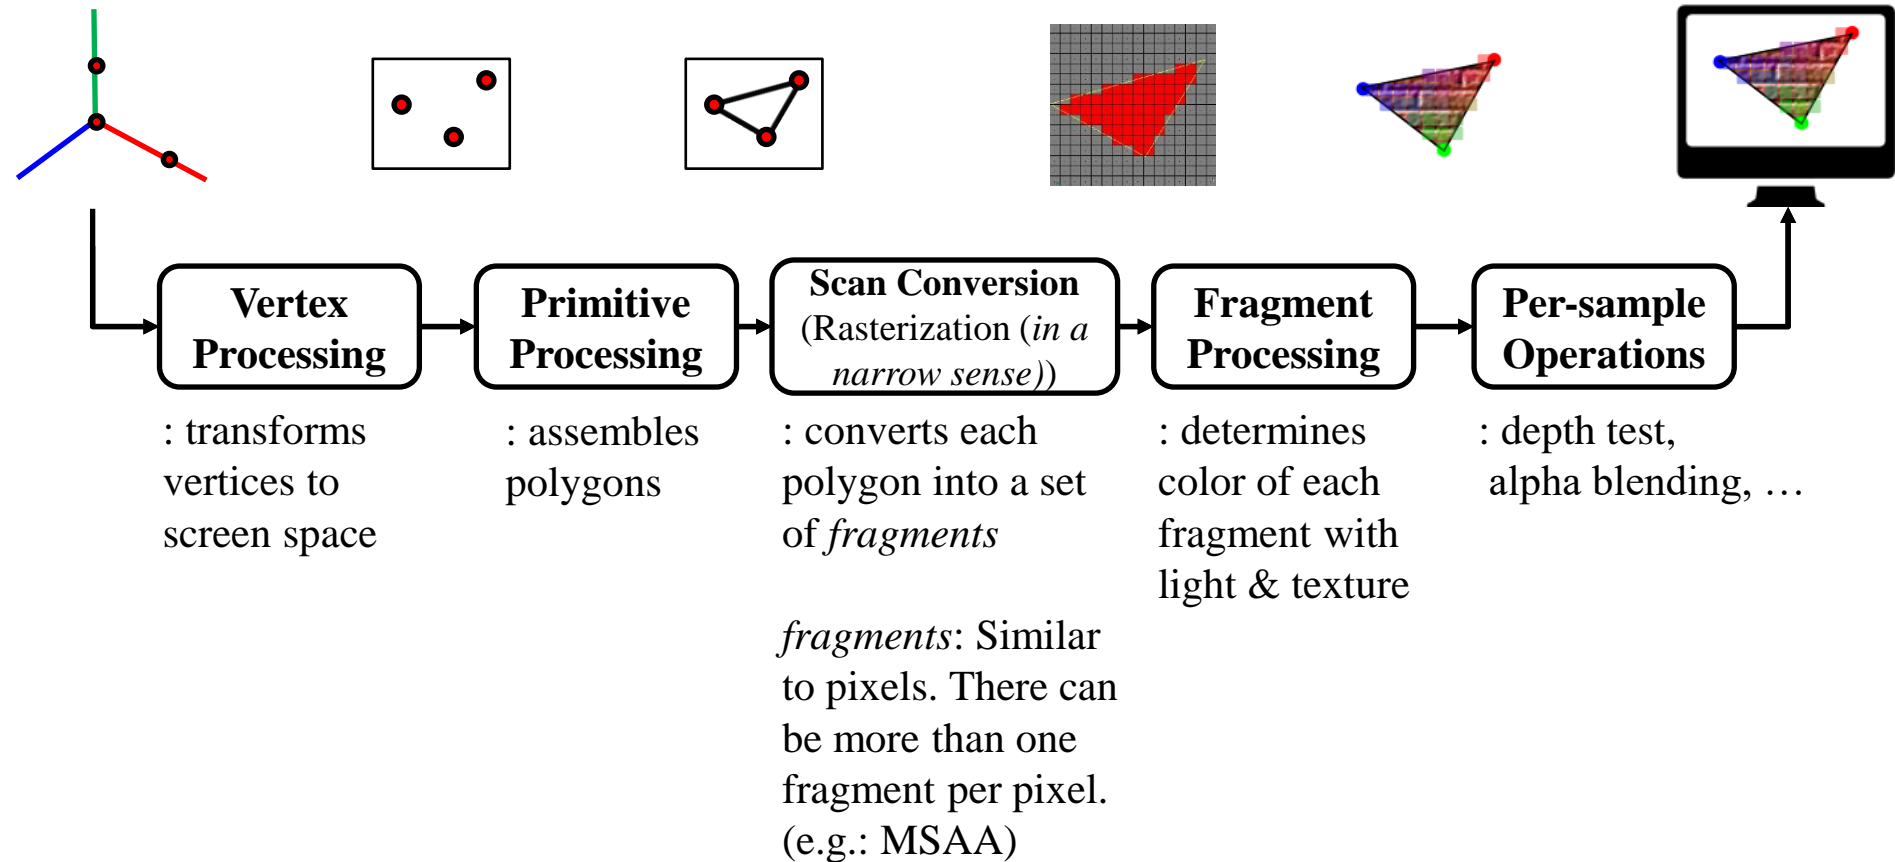 Vertex
Processing
Primitive
Processing
Scan Conversion
(Rasterization (in a
narrow sense))
Fragment
Processing
Per-sample
Operations
: transforms
vertices to
screen space
: assembles
polygons
: converts each
polygon into a set
of fragments
fragments: Similar
to pixels. There can
be more than one
fragment per pixel.
(e.g.: MSAA)
: determines
color of each
fragment with
light & texture
: depth test,
alpha blending, …